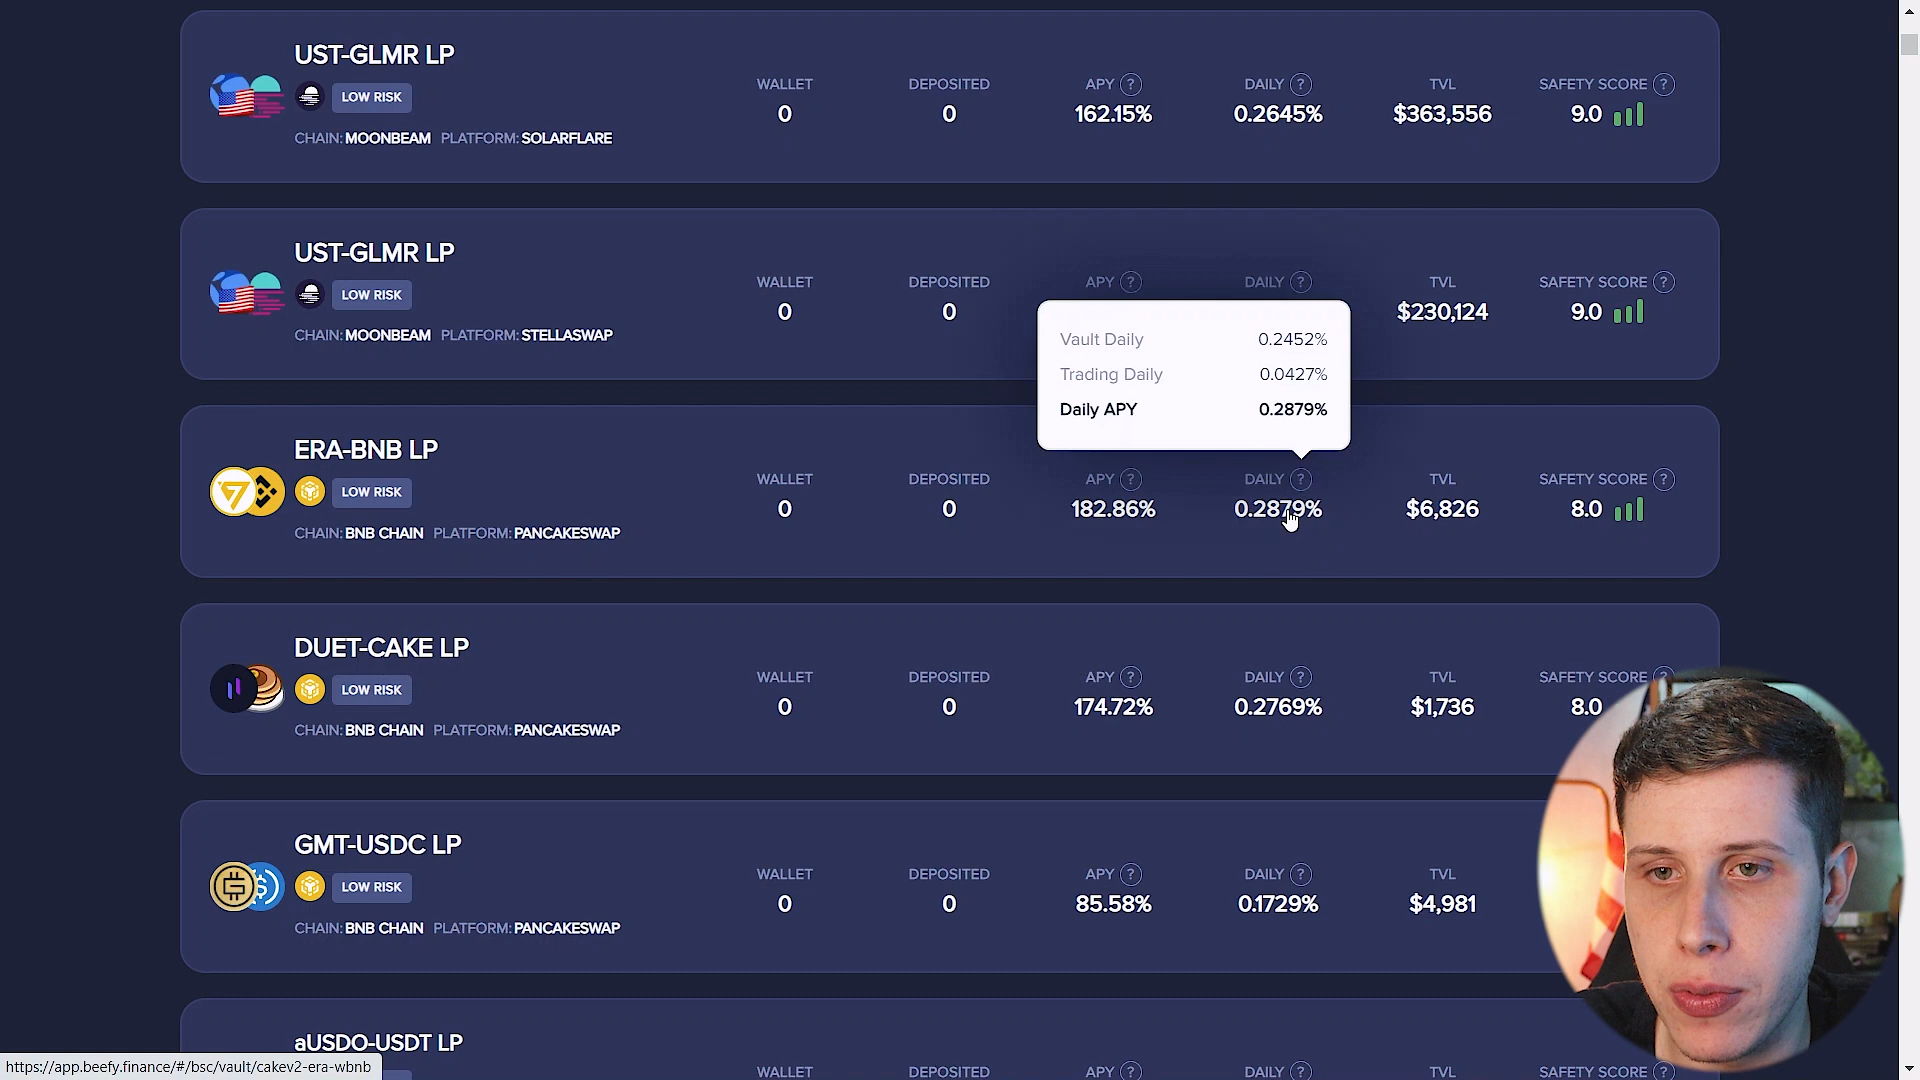 UST-GLMR LP
LOW RISK
CHAIN: MOONBEAM PLATFORM: SOLARFLARE
WALLET
0
DEPOSITED
0
APY ?
162.15%
DAILY ?
0.2645%
TVL
$363,556
SAFETY SCORE ?
9.0
UST-GLMR LP
LOW RISK
CHAIN: MOONBEAM PLATFORM: STELLASWAP
WALLET
0
DEPOSITED
0
APY ?
DAILY ?
TVL
$230,124
SAFETY SCORE ?
9.0
Vault Daily 0.2452%
Trading Daily 0.0427%
Daily APY 0.2879%
ERA-BNB LP
LOW RISK
CHAIN: BNB CHAIN PLATFORM: PANCAKESWAP
WALLET
0
DEPOSITED
0
APY ?
182.86%
DAILY ?
0.2879%
TVL
$6,826
SAFETY SCORE ?
8.0
DUET-CAKE LP
LOW RISK
CHAIN: BNB CHAIN PLATFORM: PANCAKESWAP
WALLET
0
DEPOSITED
0
APY ?
174.72%
DAILY ?
0.2769%
TVL
$1,736
SAFETY SCORE ?
8.0
GMT-USDC LP
LOW RISK
CHAIN: BNB CHAIN PLATFORM: PANCAKESWAP
WALLET
0
DEPOSITED
0
APY ?
85.58%
DAILY ?
0.1729%
TVL
$4,981
aUSDO-USDT LP
WALLET
DEPOSITED
APY ?
DAILY ?
TVL
SAFETY SCORE ?
https://app.beefy.finance/#/bsc/vault/cakev2-era-wbnb